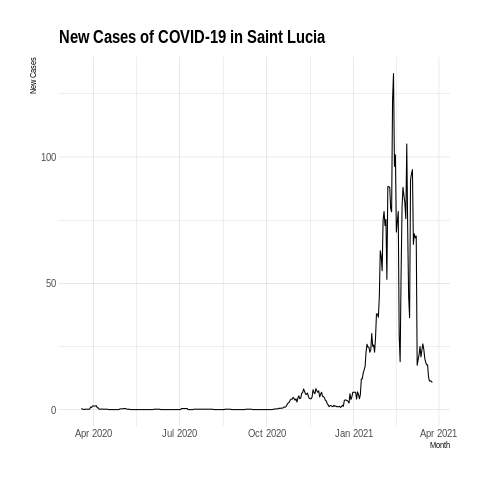 New Cases of COVID-19 in Saint Lucia
New Cases
100
50
0
Apr 2020 Jul 2020 Oct 2020 Jan 2021 Apr 2021
Month